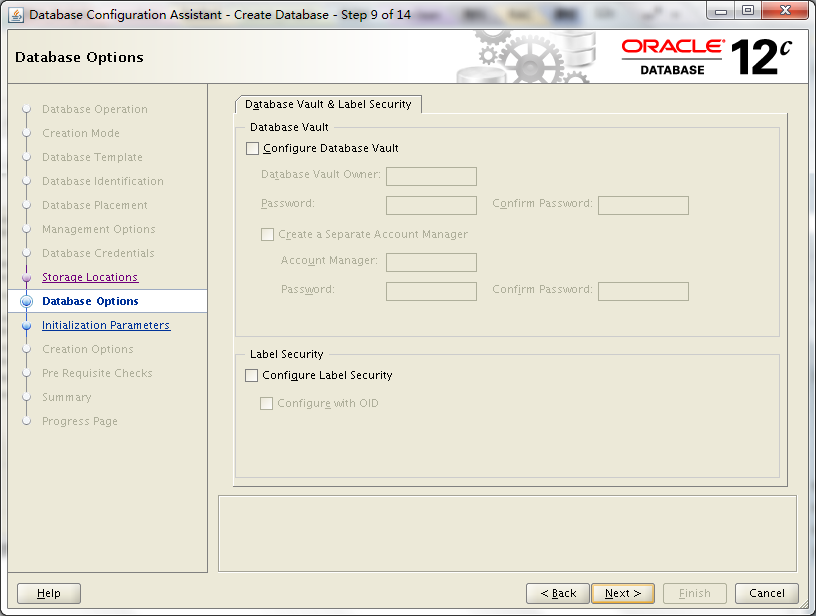 Database Configuration Assistant - Create Database - Step 9 of 14
Database Options
ORACLE
DATABASE
12c
Database Operation
Creation Mode
Database Template
Database Identification
Database Placement
Management Options
Database Credentials
Storage Locations
Database Options
Initialization Parameters
Creation Options
Pre Requisite Checks
Summary
Progress Page
Database Vault & Label Security
Database Vault
Configure Database Vault
Database Vault Owner:
Password: Confirm Password:
Create a Separate Account Manager
Account Manager:
Password: Confirm Password:
Label Security
Configure Label Security
Configure with OID
Help < Back Next > Finish Cancel